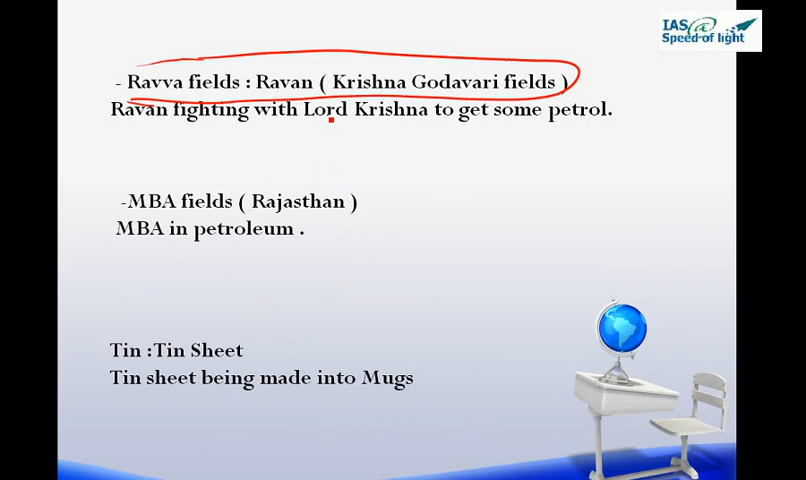 IAS@
Speed of light
- Ravva fields : Ravan ( Krishna Godavari fields )
Ravan fighting with Lord Krishna to get some petrol.
-MBA fields ( Rajasthan )
MBA in petroleum .
Tin :Tin Sheet
Tin sheet being made into Mugs